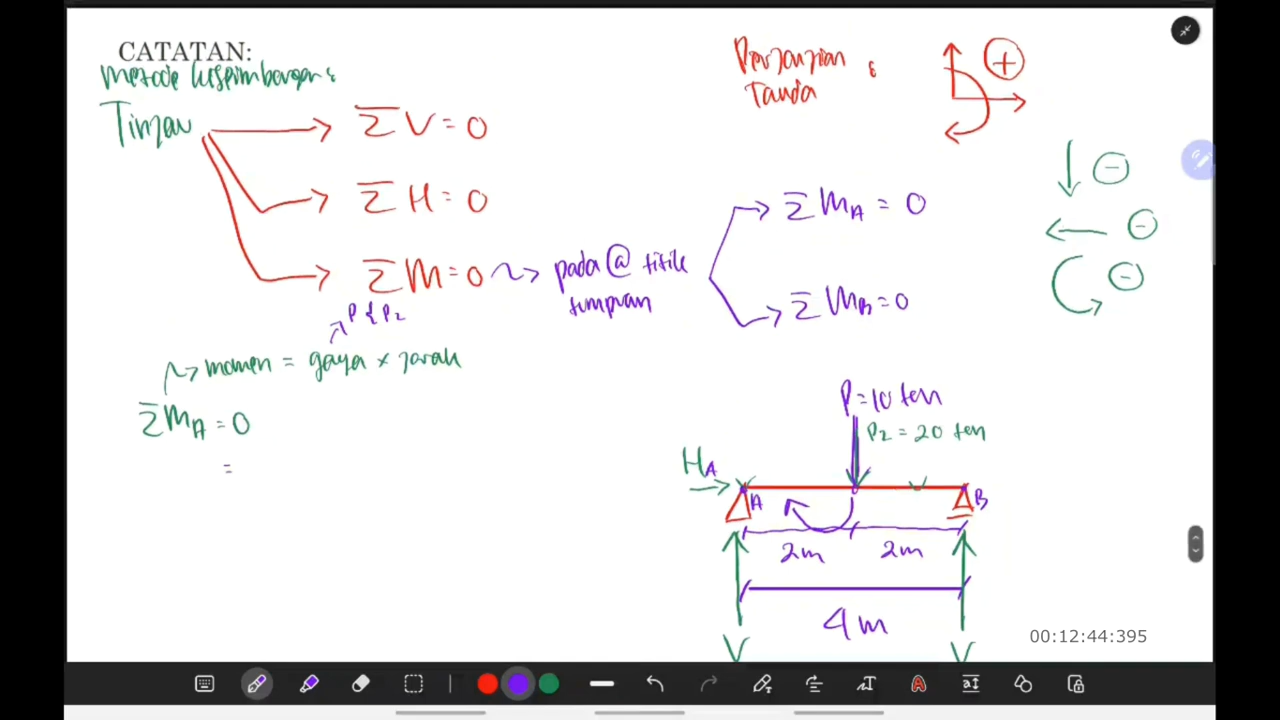 CATATAN:
Metode keseimbangan :
Tinjau
ΣV = 0
ΣH = 0
ΣM = 0
pada @ titik
tumpuan
ΣMA = 0
ΣMB = 0
Perjanjian :
Tanda
+
-
-
-
P & P2
momen = gaya × jarak
ΣMA = 0
=
P = 10 ton
P2 = 20 ton
HA
A
B
2m
2m
4m
V
V
00:12:44:395